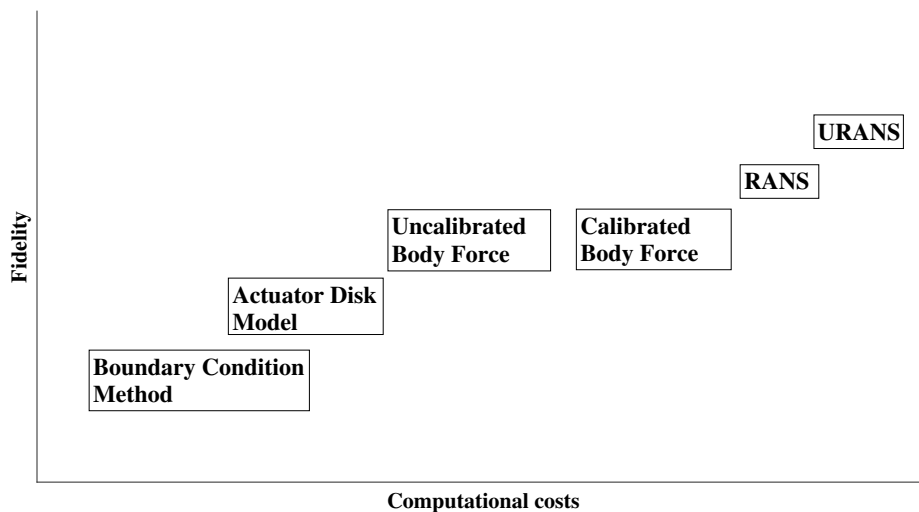 URANS
RANS
Uncalibrated
Body Force
Calibrated
Body Force
Actuator Disk
Model
Boundary Condition
Method
Fidelity
Computational costs